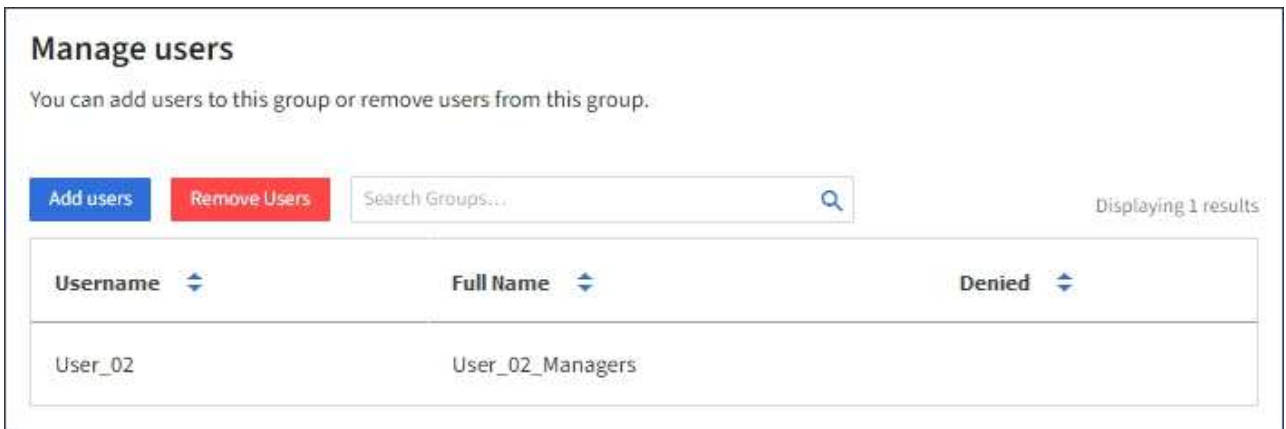 Manage users
You can add users to this group or remove users from this group.
Add users Remove Users Search Groups... Displaying 1 results
Username Full Name Denied
User_02 User_02_Managers